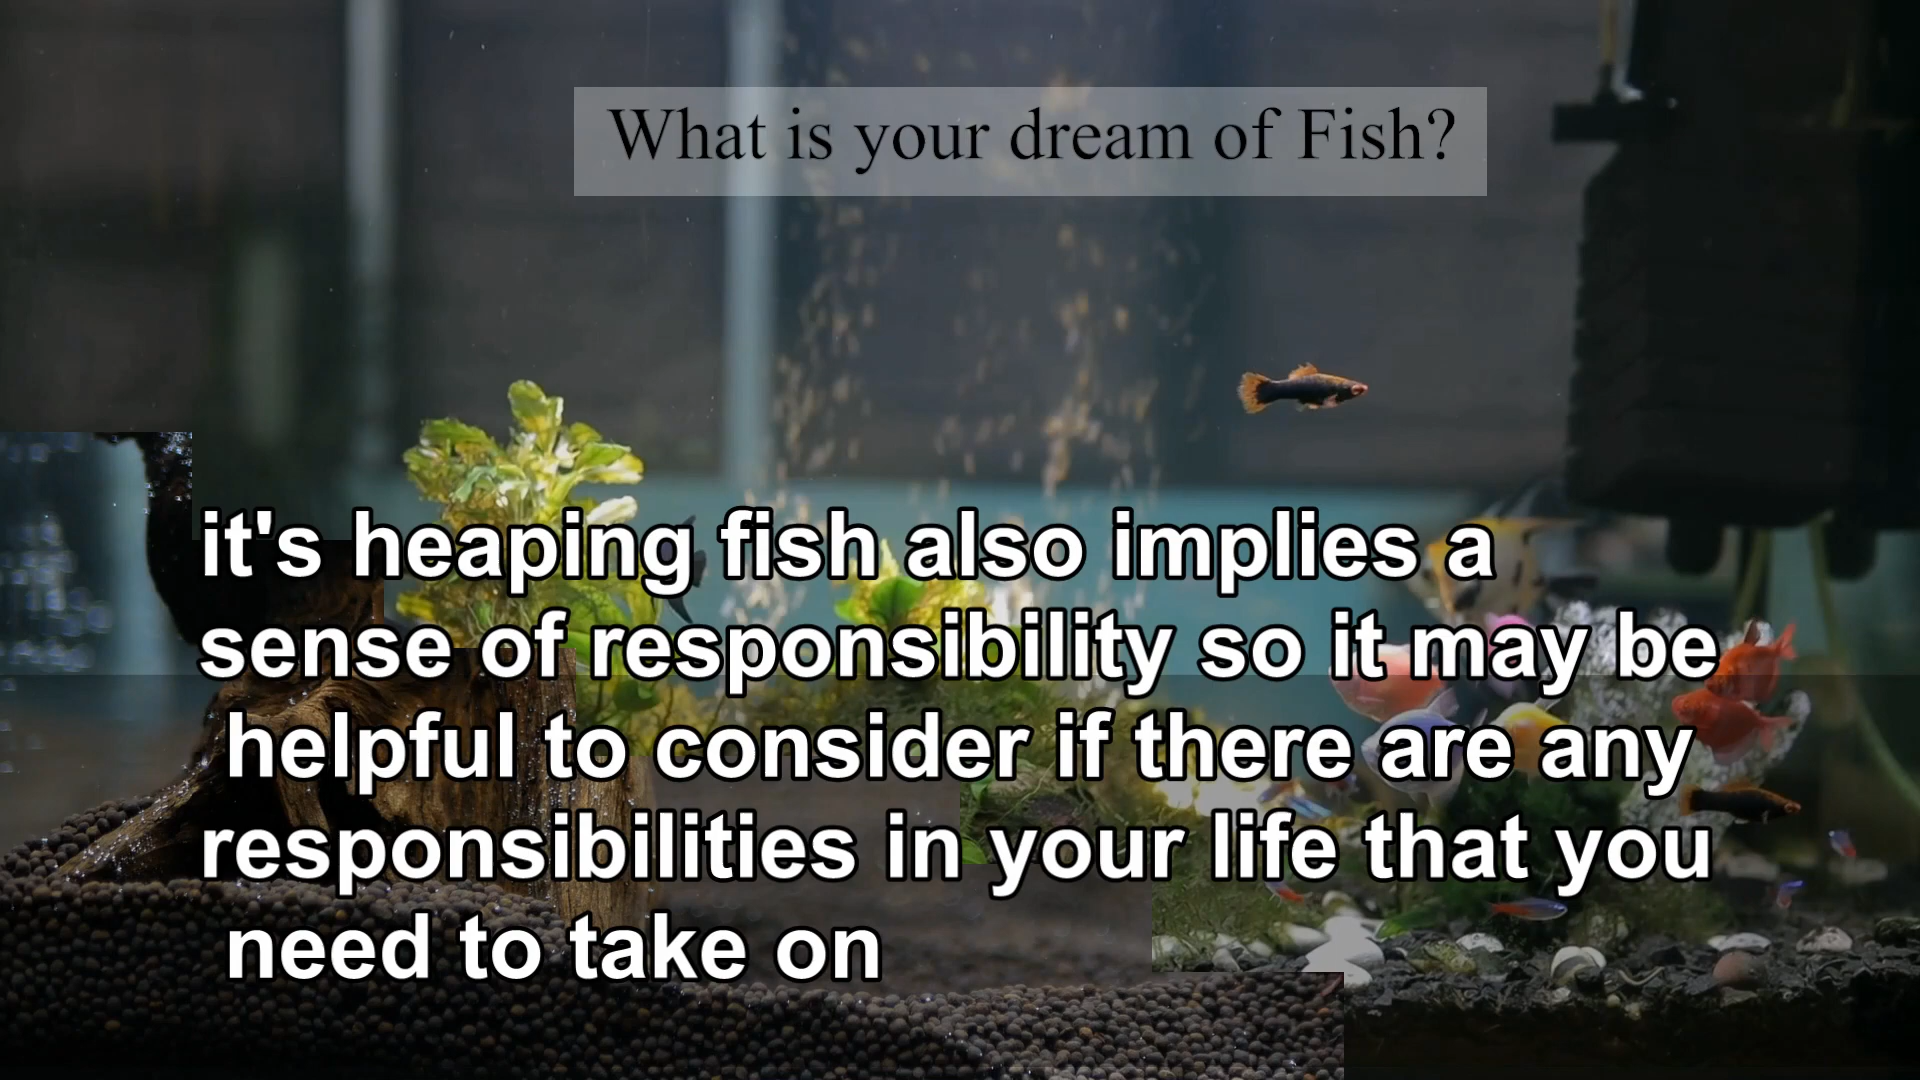 What is your dream of Fish?
it's heaping fish also implies a
sense of responsibility so it may be
helpful to consider if there are any
responsibilities in your life that you
need to take on